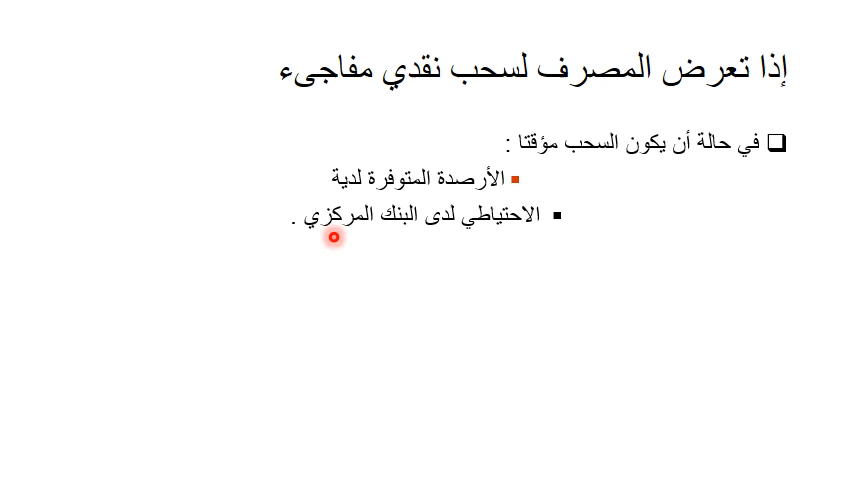 إذا تعرض المصرف لسحب نقدي مفاجىء
في حالة أن يكون السحب مؤقتا :
الأرصدة المتوفرة لدية
الاحتياطي لدى البنك المركزي .